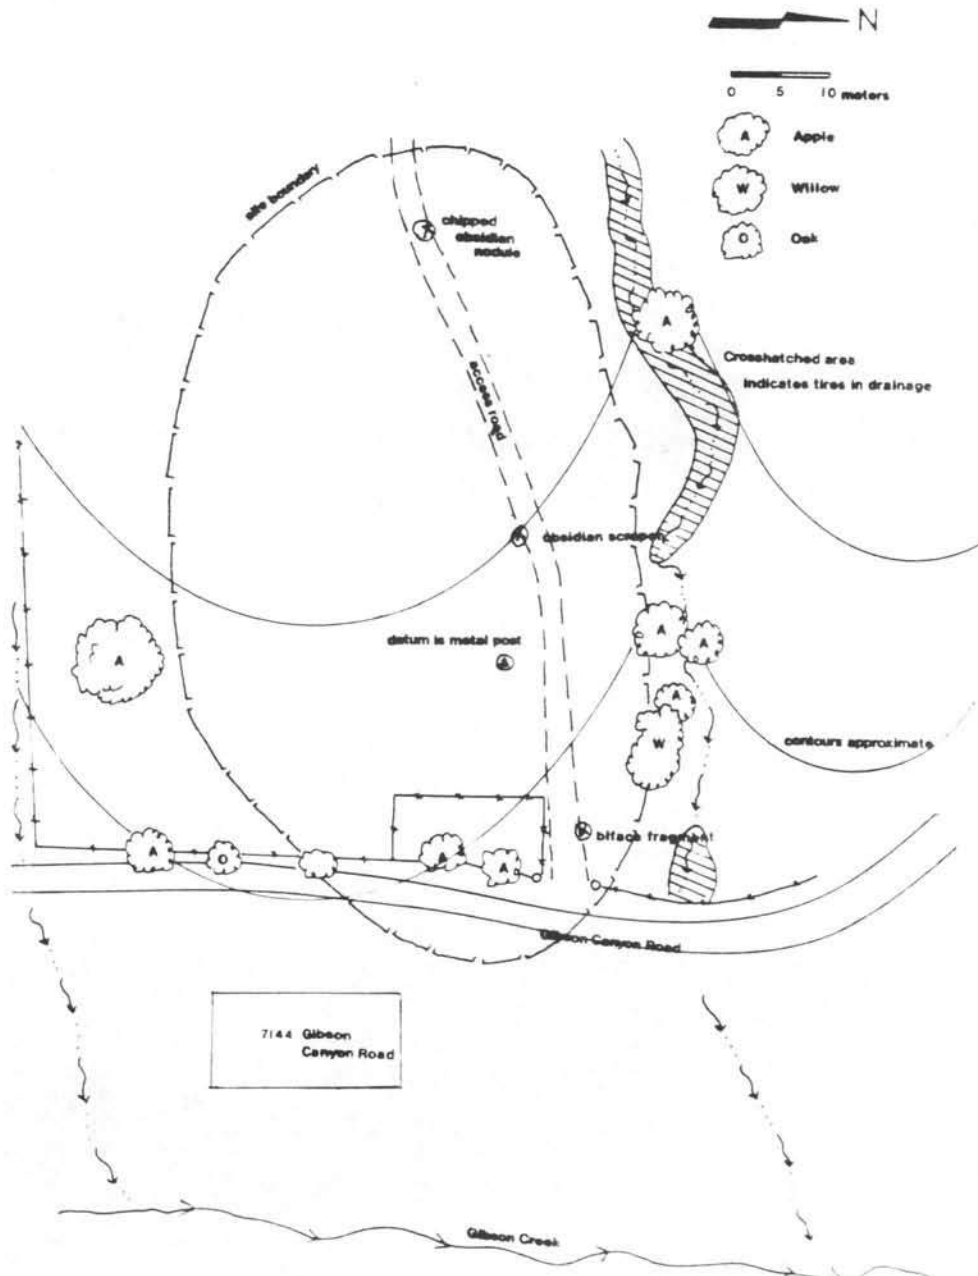 N
0 5 10 meters
A Apple
W Willow
O Oak
site boundary
chipped
obsidian
nodule
A
Crosshatched area
indicates tires in drainage
access road
?
obsidian scraper
A
A
A
datum is metal post
A
W
contours approximate
biface fragment
A
O
A
A
Gibson Canyon Road
7144 Gibson
Canyon Road
Gibson Creek